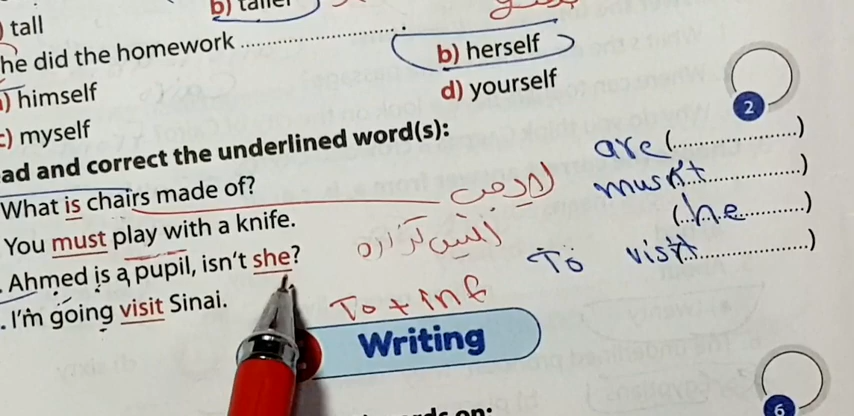 tall
b) taller
he did the homework ....................
b) herself
) himself
d) yourself
c) myself
2
ad and correct the underlined word(s):
What is chairs made of? are (....................)
You must play with a knife. musn't ....................)
. Ahmed is a pupil, isn't she? (..he....................)
. I'm going visit Sinai. To visit ....................)
To + inf
Writing
6